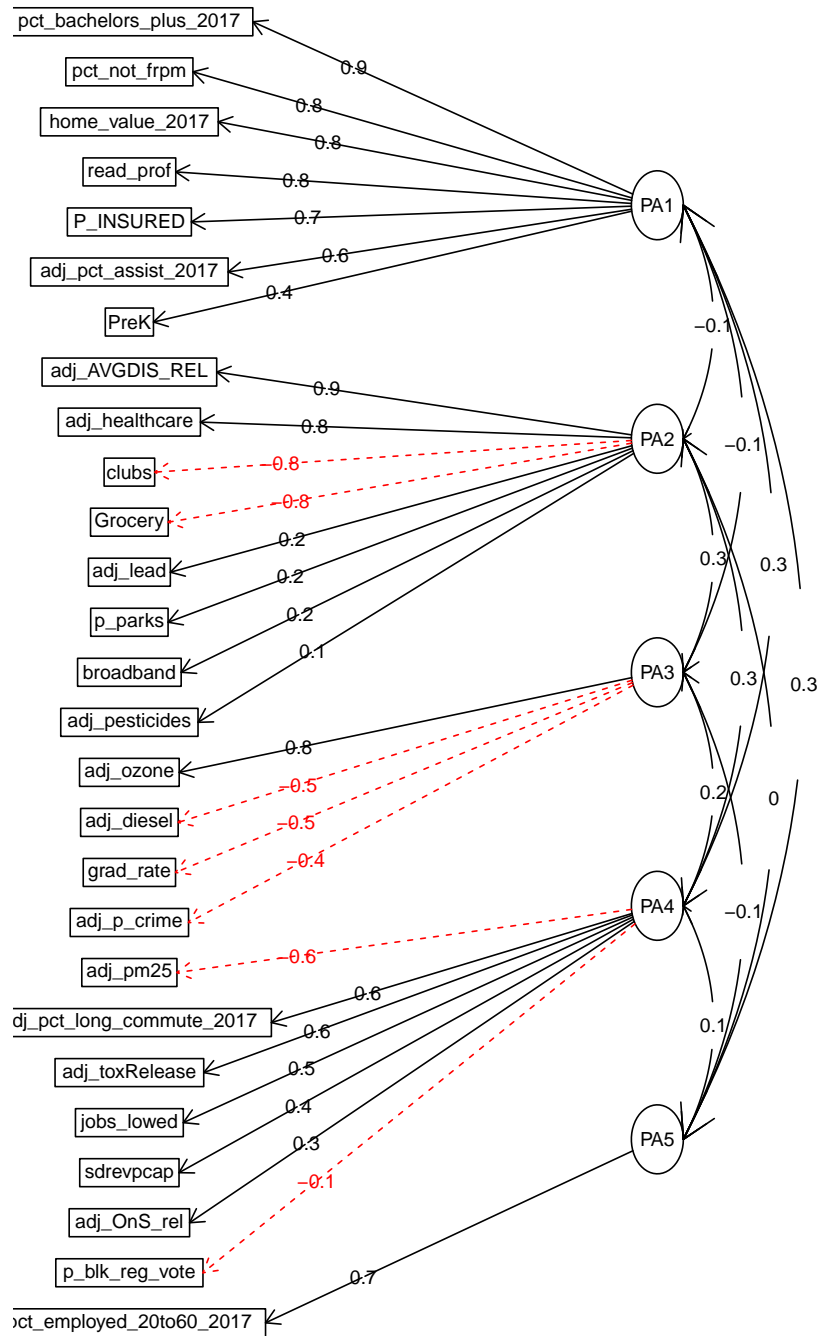 pct_bachelors_plus_2017
0.9
pct_not_frpm
0.8
home_value_2017
0.8
read_prof
0.8
PA1
P_INSURED
0.7
adj_pct_assist_2017
0.6
PreK
0.4
−0.1
adj_AVGDIS_REL
0.9
adj_healthcare
0.8
PA2
−0.1
clubs
−0.8
Grocery
−0.8
adj_lead
0.2
0.3
0.3
p_parks
0.2
broadband
0.2
PA3
0.3
0.3
adj_pesticides
0.1
adj_ozone
0.8
adj_diesel
−0.5
0.2
0
grad_rate
−0.5
adj_p_crime
−0.4
PA4
−0.1
adj_pm25
−0.6
dj_pct_long_commute_2017
0.6
0.1
adj_toxRelease
0.6
jobs_lowed
0.5
PA5
sdrevpcap
0.4
adj_OnS_rel
0.3
p_blk_reg_vote
−0.1
pct_employed_20to60_2017
0.7